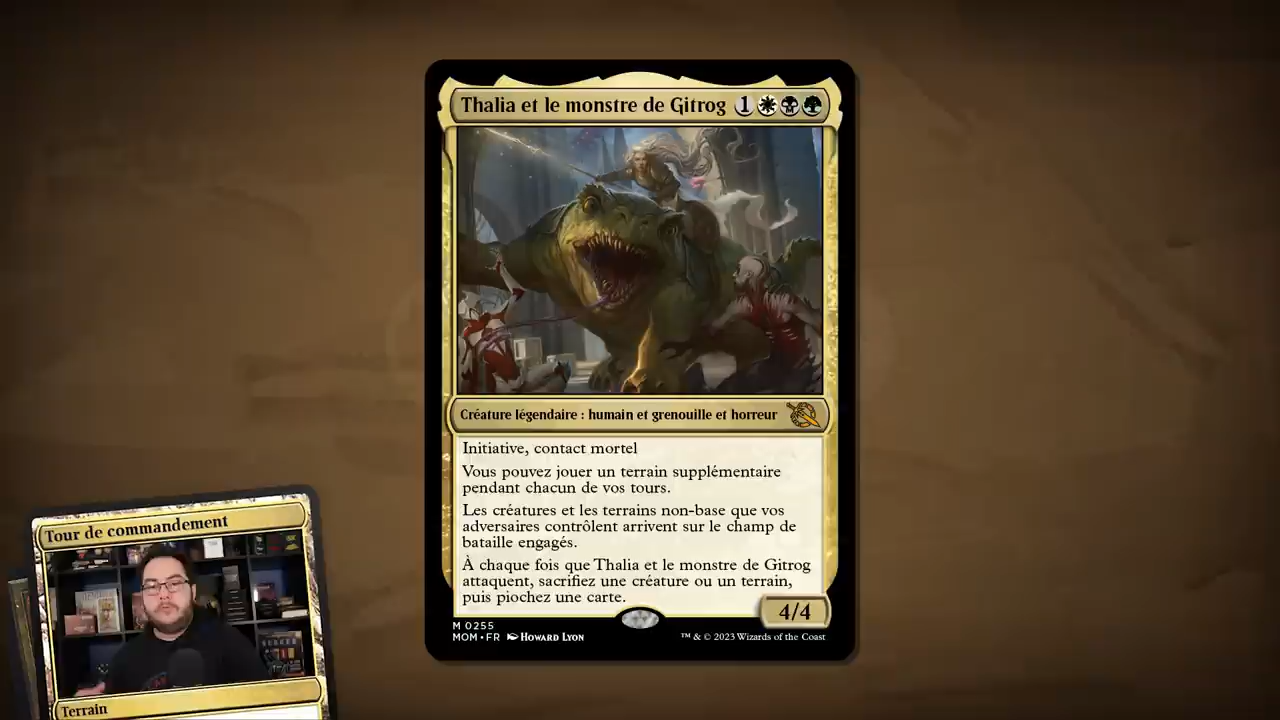 Thalia et le monstre de Gitrog 1
Créature légendaire : humain et grenouille et horreur
Initiative, contact mortel
Vous pouvez jouer un terrain supplémentaire
pendant chacun de vos tours.
Les créatures et les terrains non-base que vos
adversaires contrôlent arrivent sur le champ de
bataille engagés.
À chaque fois que Thalia et le monstre de Gitrog
attaquent, sacrifiez une créature ou un terrain,
puis piochez une carte.
4/4
M 0255
MOM • FR Howard Lyon
™ & © 2023 Wizards of the Coast
Tour de commandement
Terrain